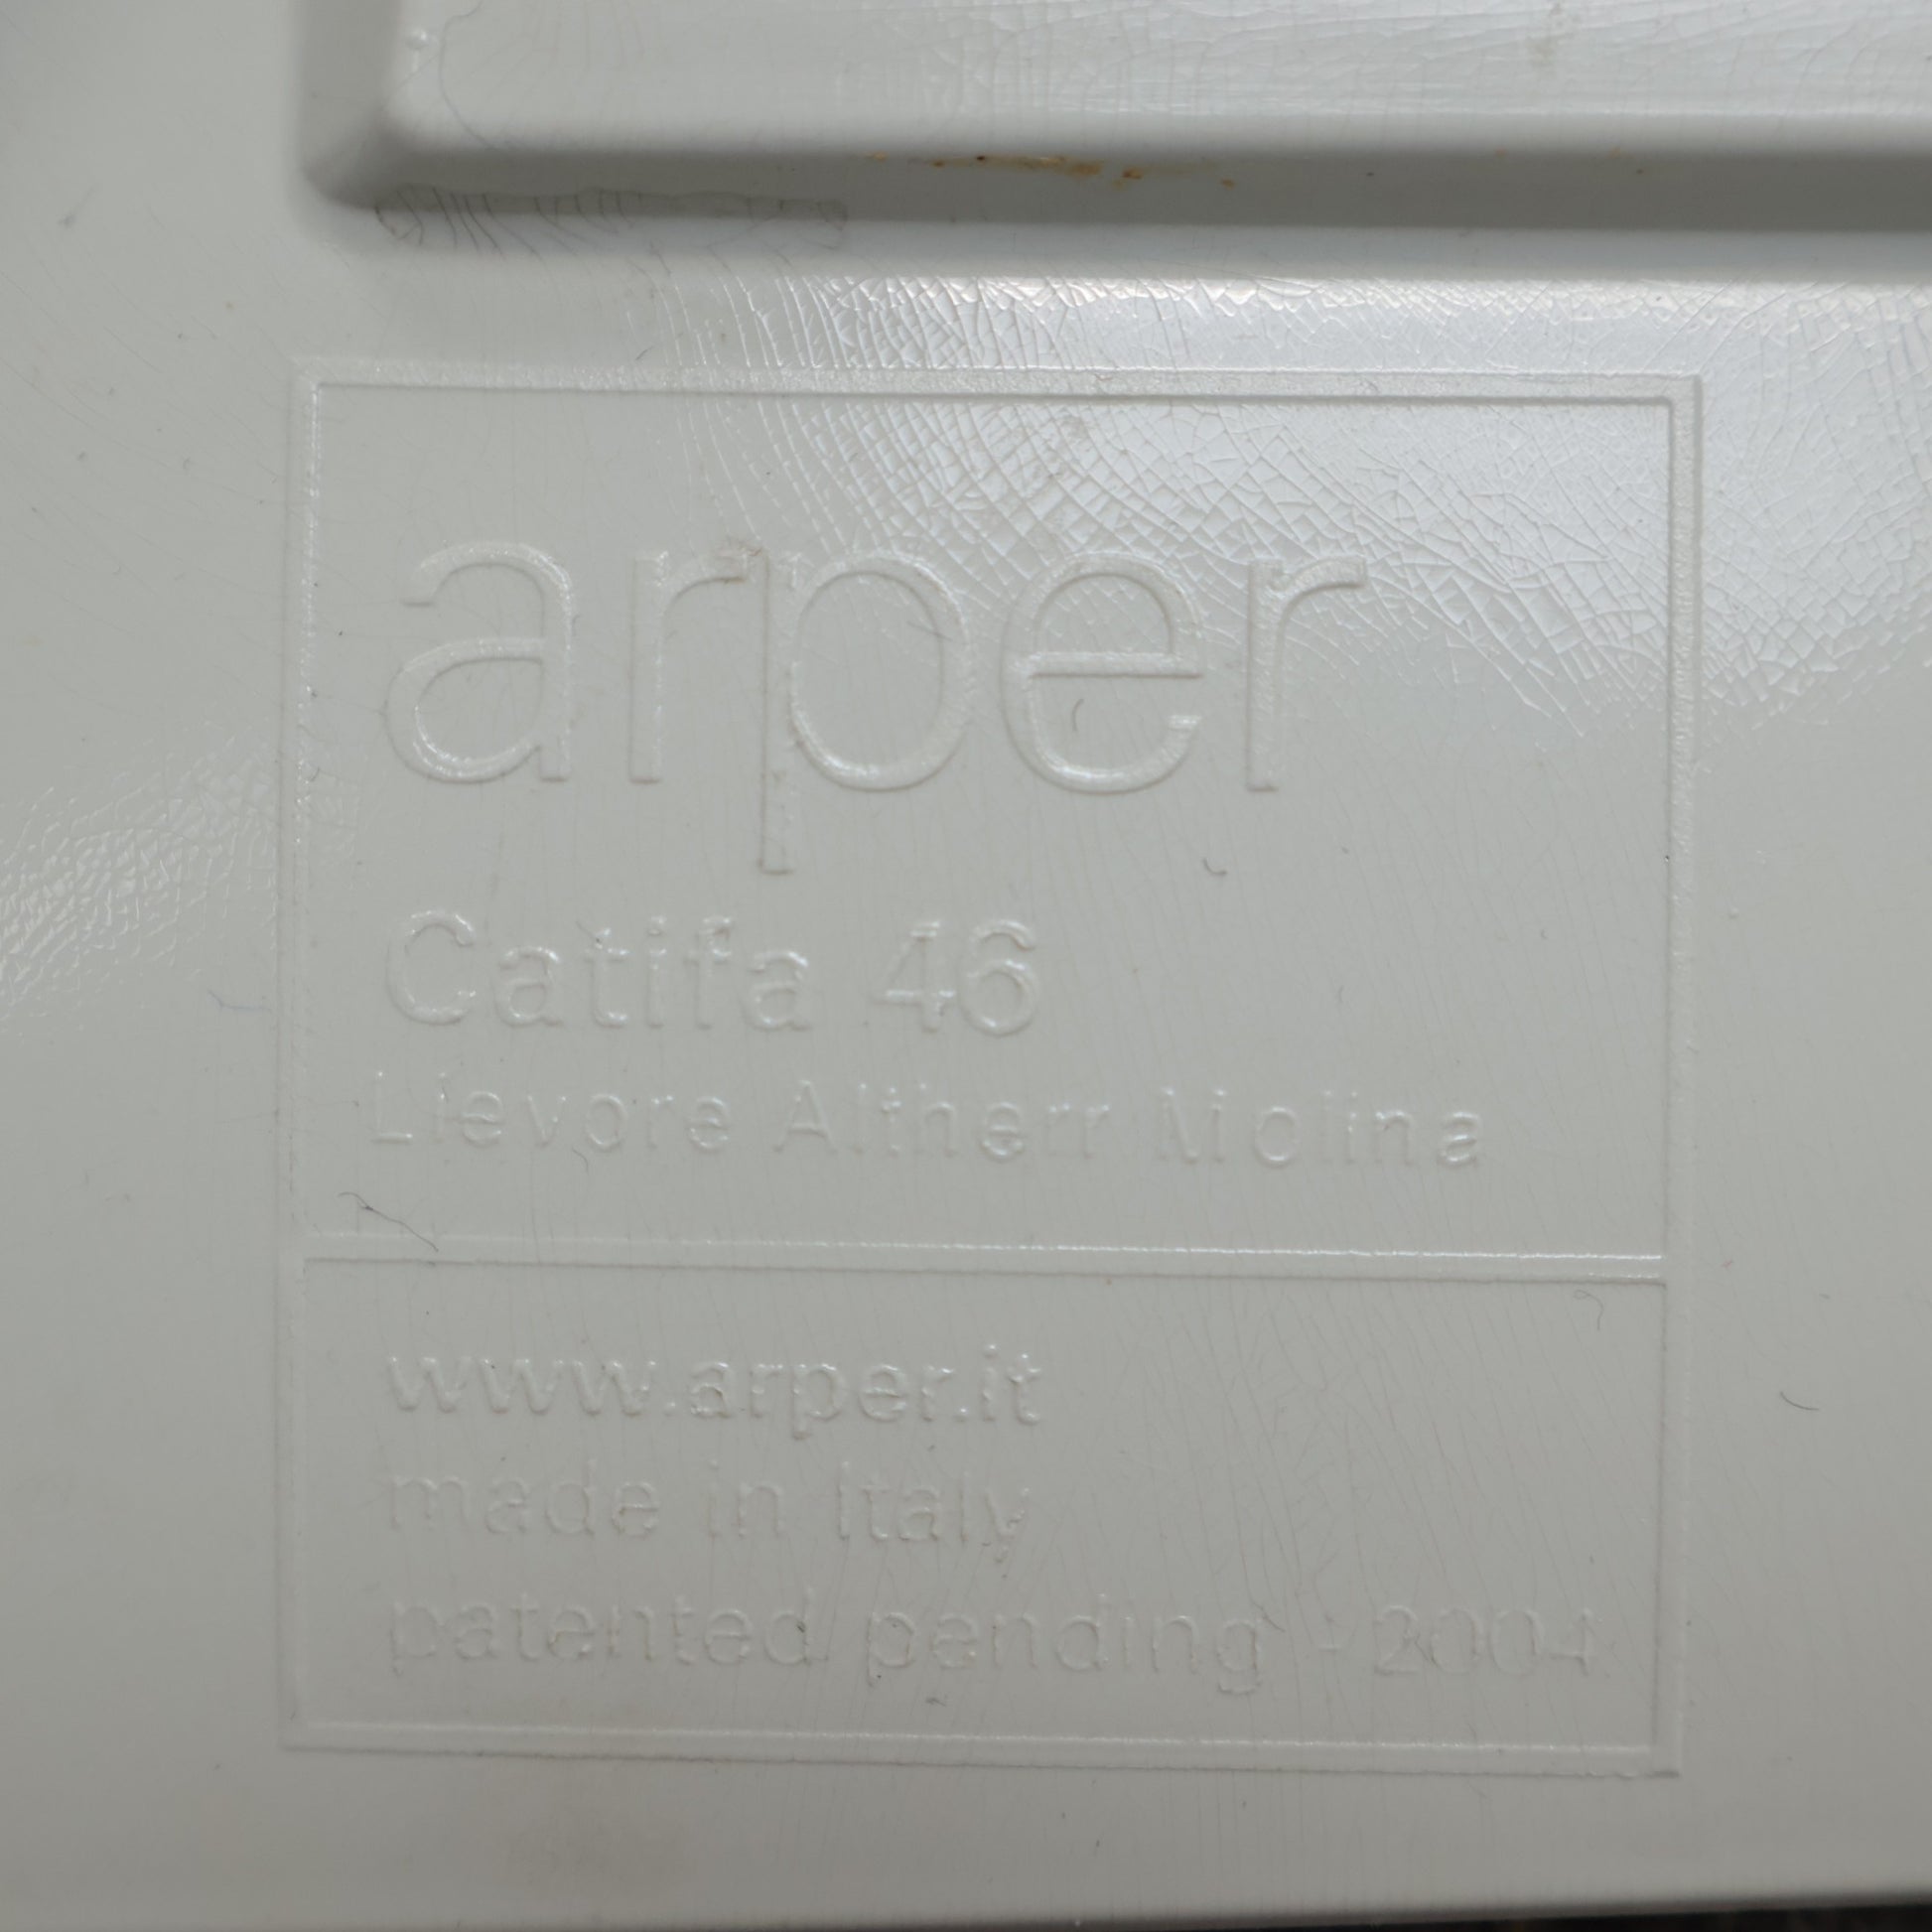 arper
Catifa 46
Lievore Altherr Molina
www.arper.it
made in Italy
patented pending - 2004